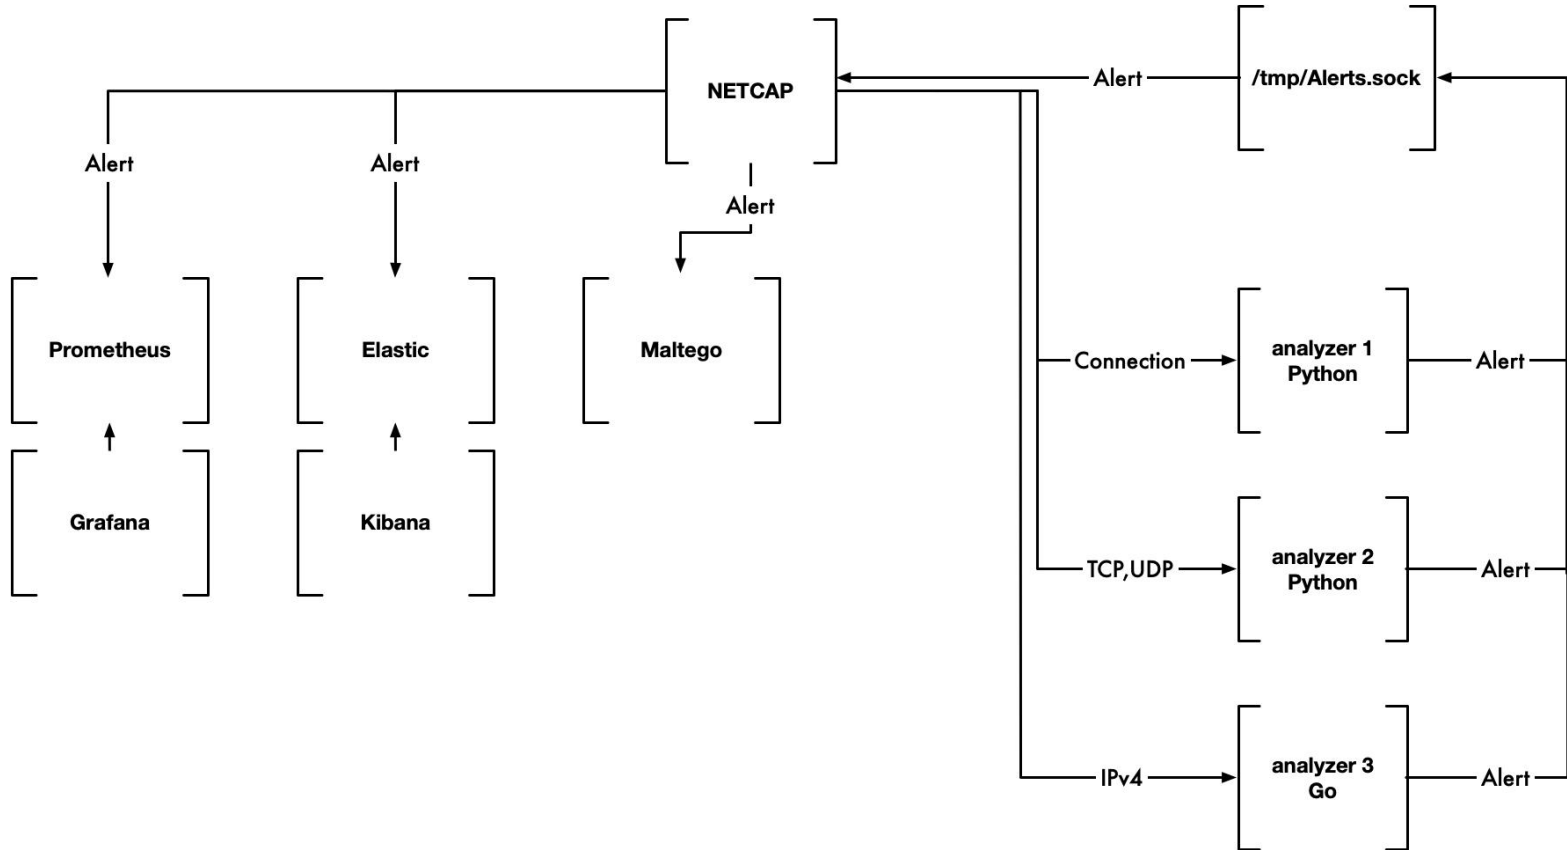 NETCAP
Alert
/tmp/Alerts.sock
Alert
Alert
Alert
Prometheus
Elastic
Maltego
Connection
analyzer 1
Python
Alert
Grafana
Kibana
TCP,UDP
analyzer 2
Python
Alert
IPv4
analyzer 3
Go
Alert